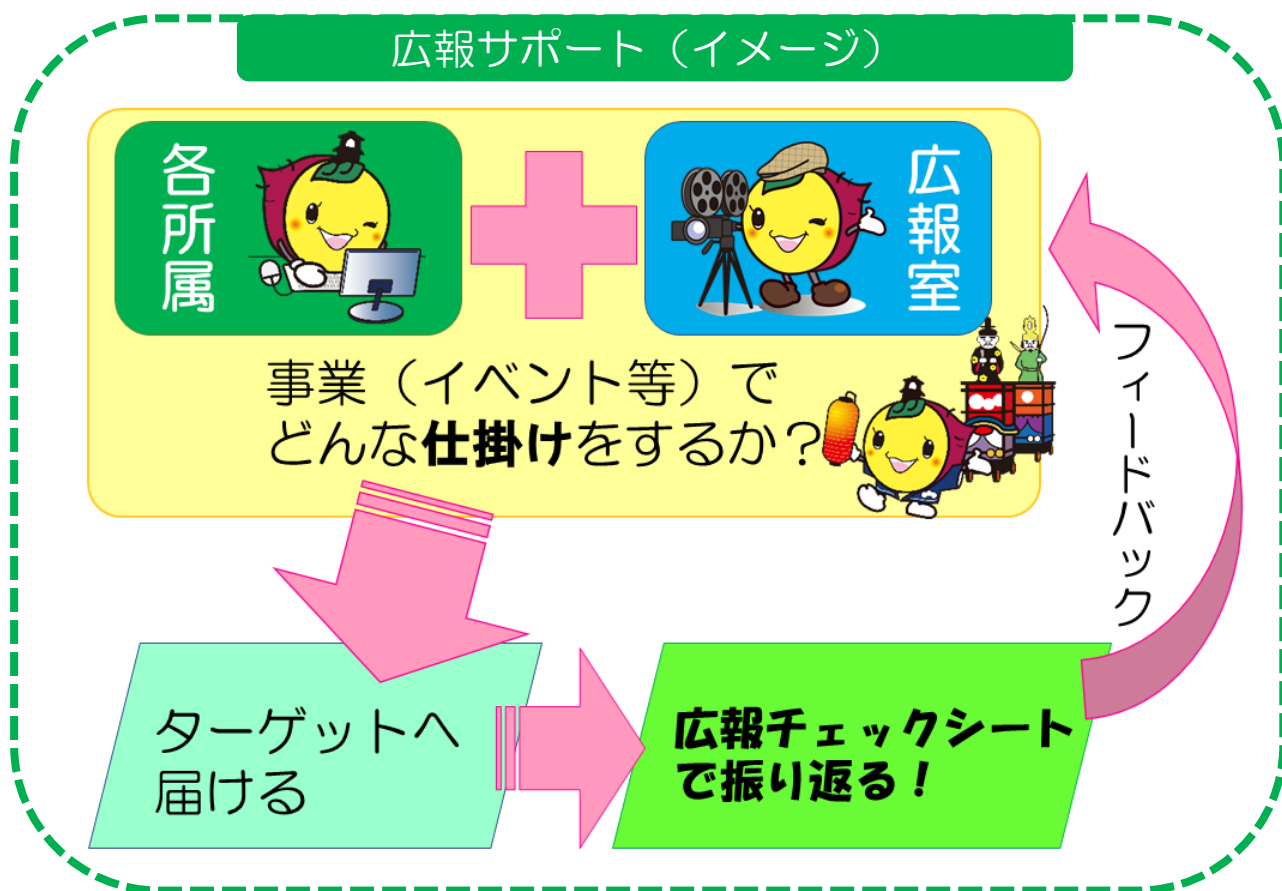 広報サポート（イメージ）
各所属
広報室
事業（イベント等）で
どんな仕掛けをするか？
フィードバック
ターゲットへ
届ける
広報チェックシート
で振り返る！